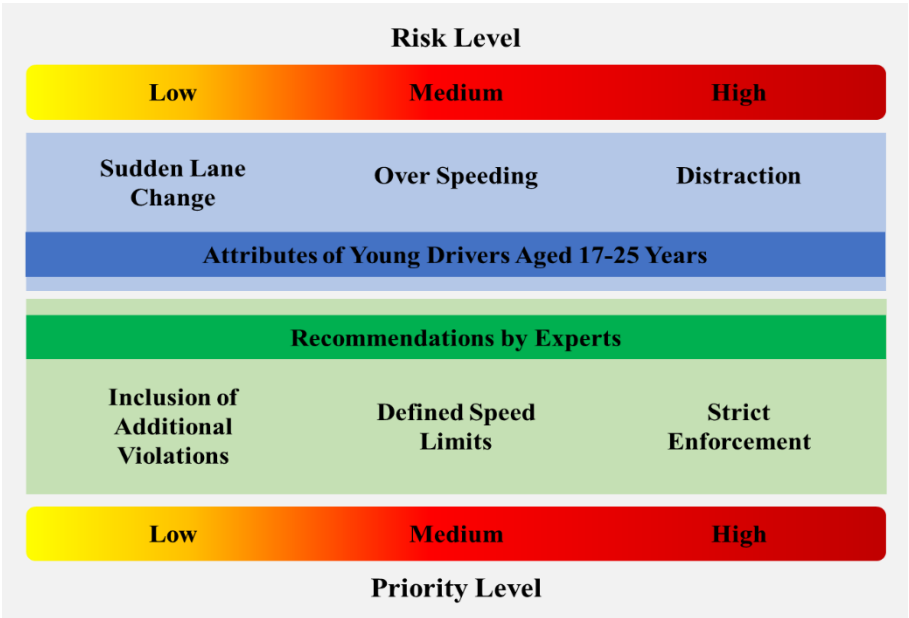 Risk Level
Low Medium High
Sudden Lane
Change
Over Speeding
Distraction
Attributes of Young Drivers Aged 17-25 Years
Recommendations by Experts
Inclusion of
Additional
Violations
Defined Speed
Limits
Strict
Enforcement
Low Medium High
Priority Level